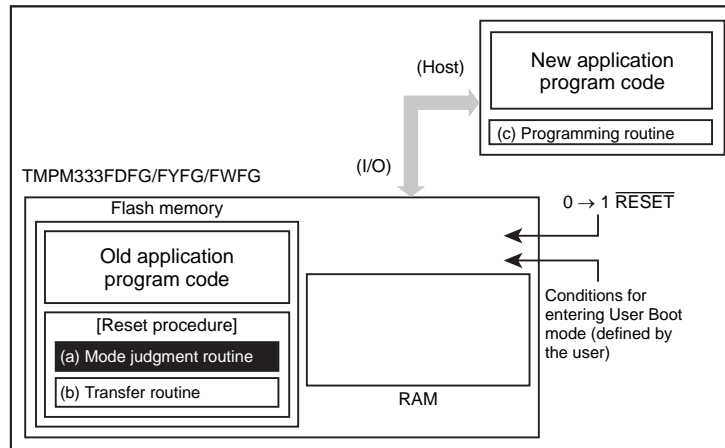 New application
program code
(c) Programming routine
(Host)
(I/O)
TMPM333FDFG/FYFG/FWFG
Flash memory
Old application
program code
[Reset procedure]
(a) Mode judgment routine
(b) Transfer routine
RAM
0 → 1 RESET
Conditions for
entering User Boot
mode (defined by
the user)